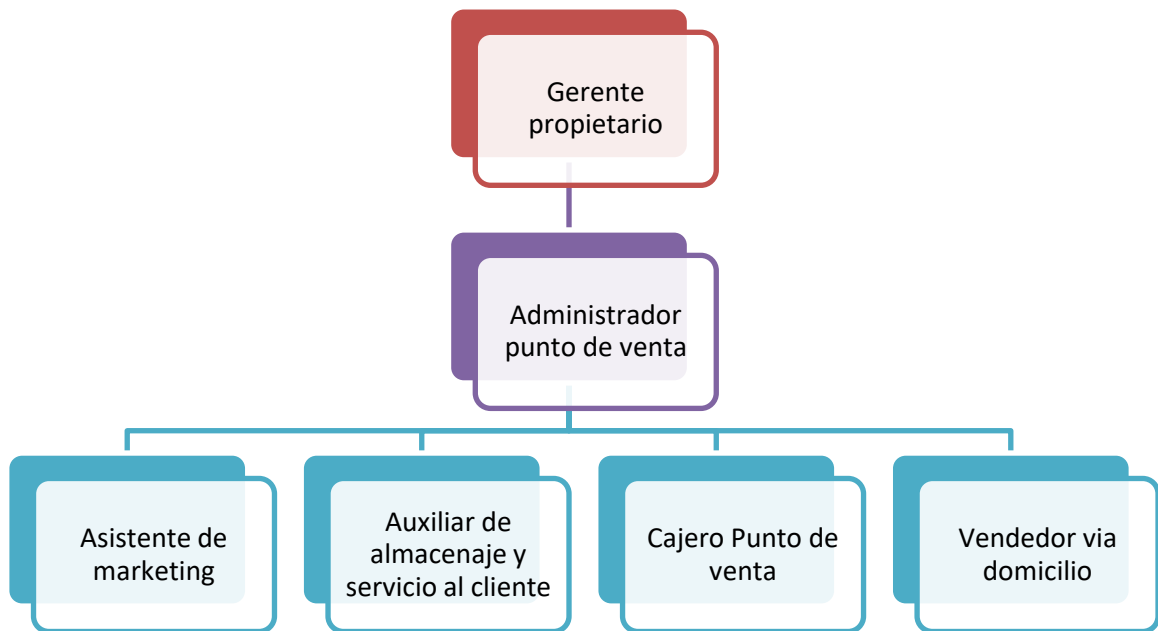 Gerente
propietario
Administrador
punto de venta
Asistente de
marketing
Auxiliar de
almacenaje y
servicio al cliente
Cajero Punto de
venta
Vendedor via
domicilio